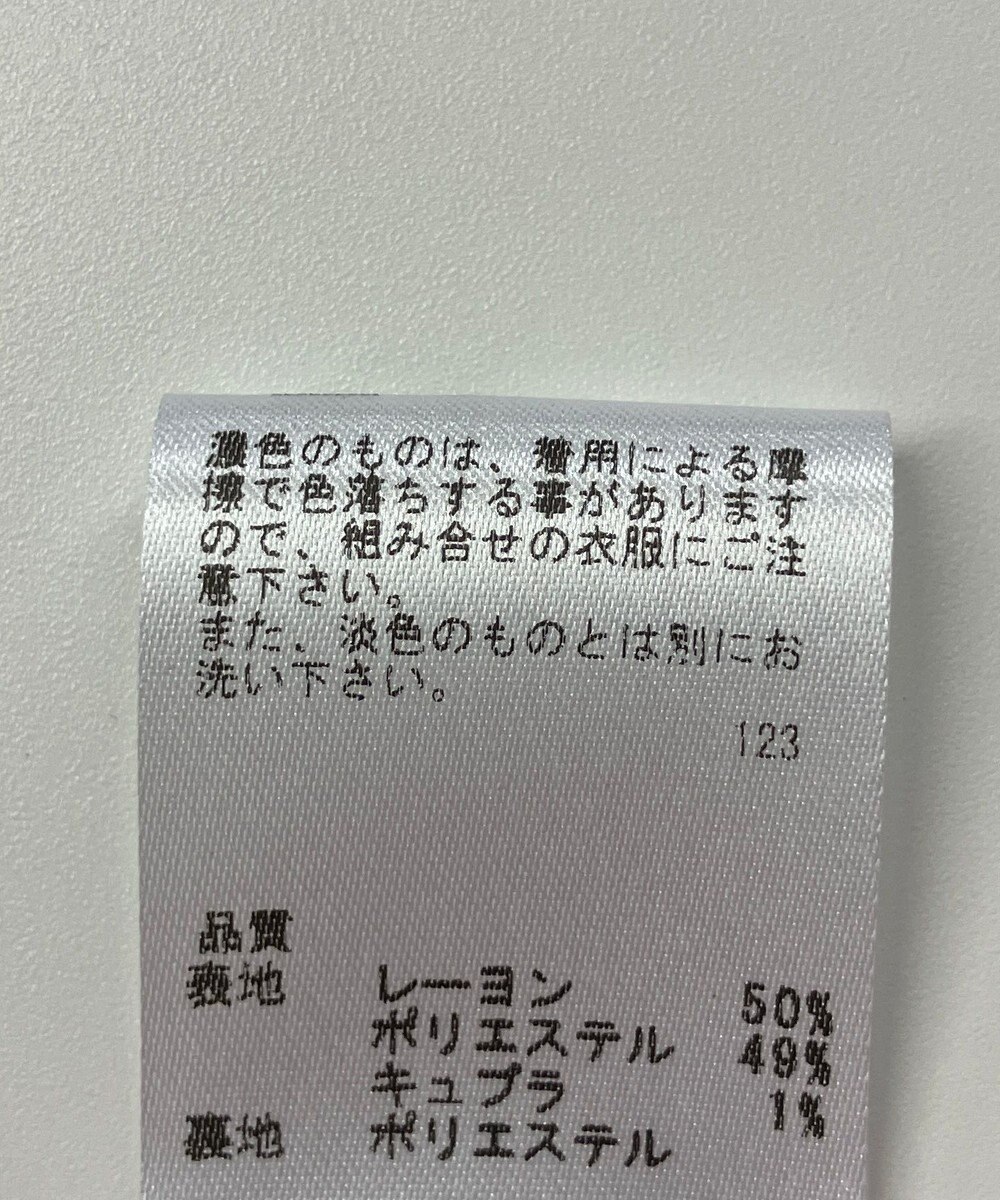 濃色のものは、着用による摩
擦で色落ちする事があります
ので、組み合せの衣服にご注
意下さい。
また、淡色のものとは別にお
洗い下さい。
123
品質
表地 レーヨン 50%
ポリエステル 49%
キュプラ 1%
裏地 ポリエステル